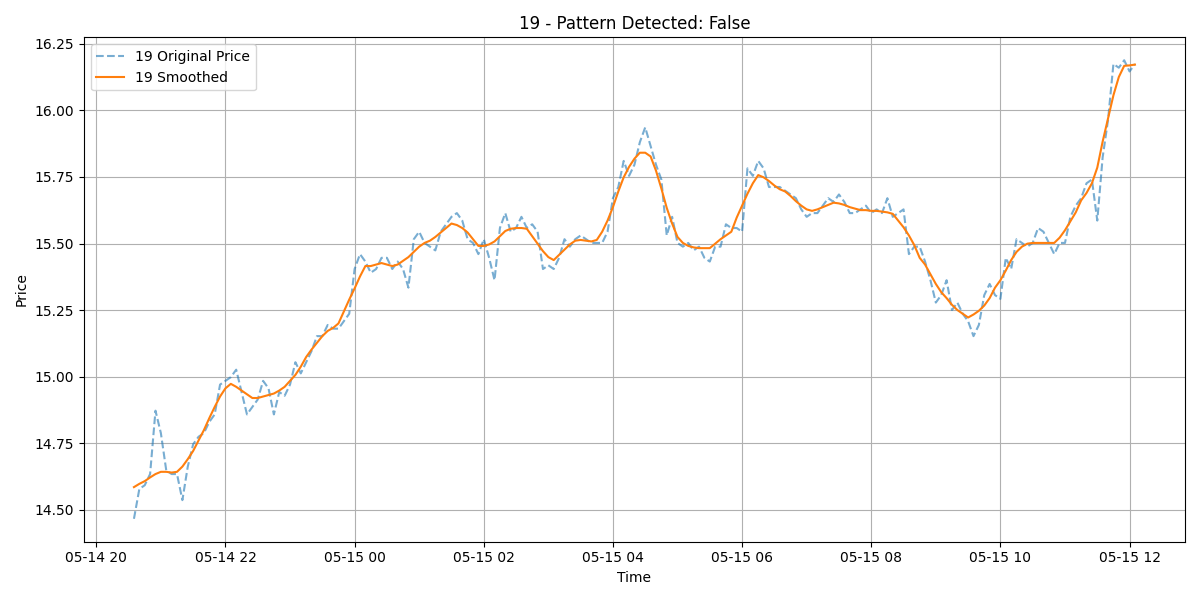 19 - Pattern Detected: False
19 Original Price
19 Smoothed
Price
16.25
16.00
15.75
15.50
15.25
15.00
14.75
14.50
05-14 20 05-14 22 05-15 00 05-15 02 05-15 04 05-15 06 05-15 08 05-15 10 05-15 12
Time